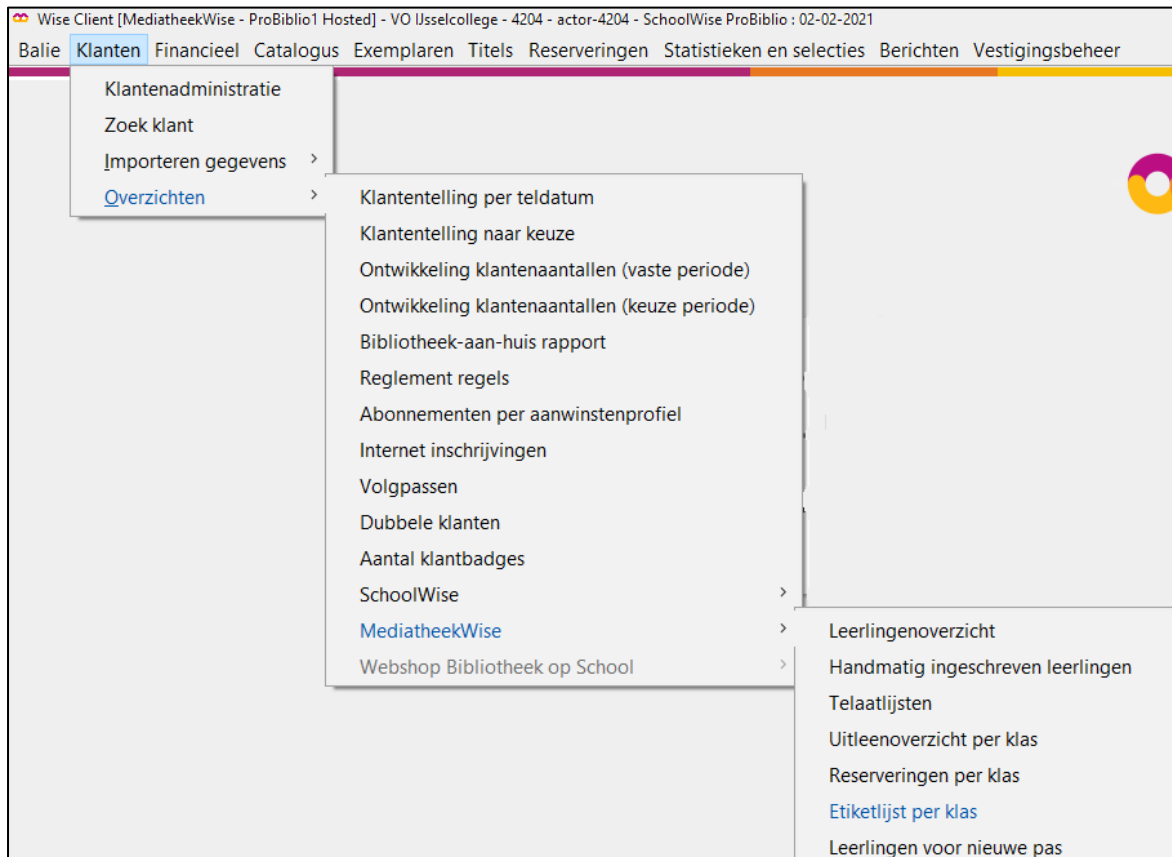 Wise Client [MediatheekWise - ProBiblio1 Hosted] - VO IJsselcollege - 4204 - actor-4204 - SchoolWise ProBiblio : 02-02-2021
Balie Klanten Financieel Catalogus Exemplaren Titels Reserveringen Statistieken en selecties Berichten Vestigingsbeheer
Klantenadministratie
Zoek klant
Importeren gegevens
Overzichten
Klantentelling per teldatum
Klantentelling naar keuze
Ontwikkeling klantenaantallen (vaste periode)
Ontwikkeling klantenaantallen (keuze periode)
Bibliotheek-aan-huis rapport
Reglement regels
Abonnementen per aanwinstenprofiel
Internet inschrijvingen
Volgpassen
Dubbele klanten
Aantal klantbadges
SchoolWise
MediatheekWise
Webshop Bibliotheek op School
Leerlingenoverzicht
Handmatig ingeschreven leerlingen
Telaatlijsten
Uitleenoverzicht per klas
Reserveringen per klas
Etiketlijst per klas
Leerlingen voor nieuwe pas